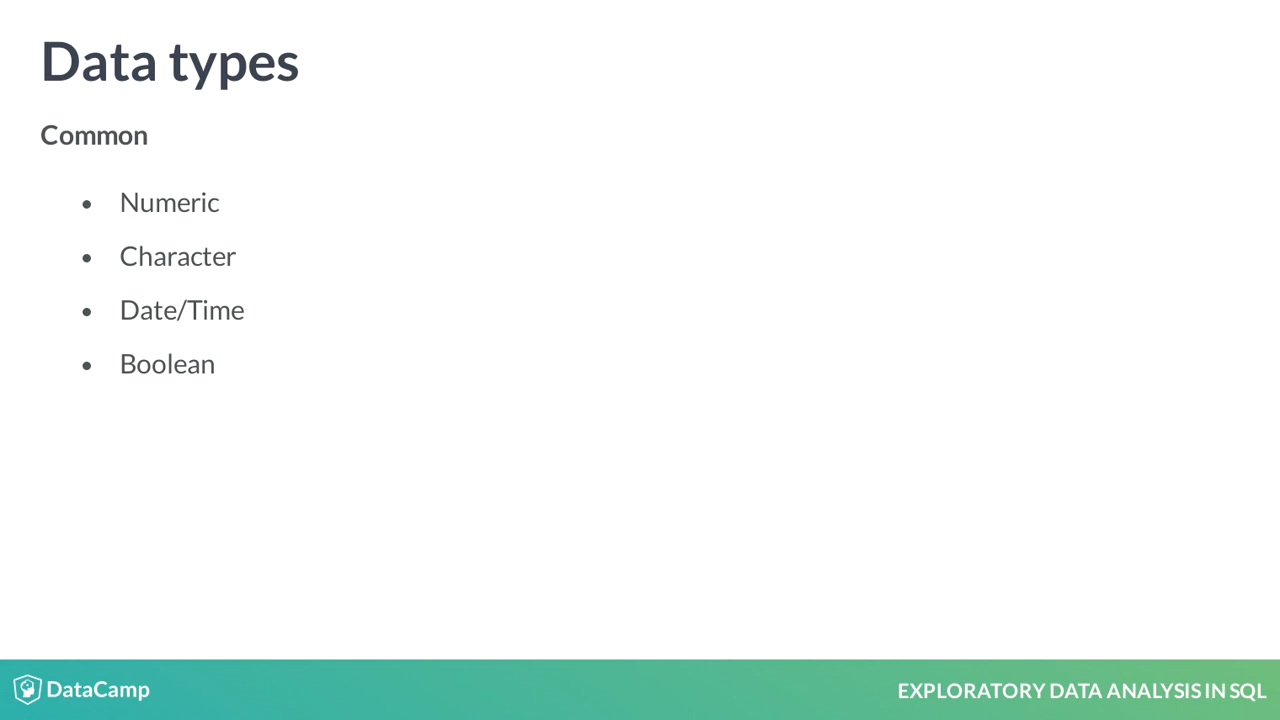 Data types
Common
• Numeric
• Character
• Date/Time
• Boolean
DataCamp
EXPLORATORY DATA ANALYSIS IN SQL